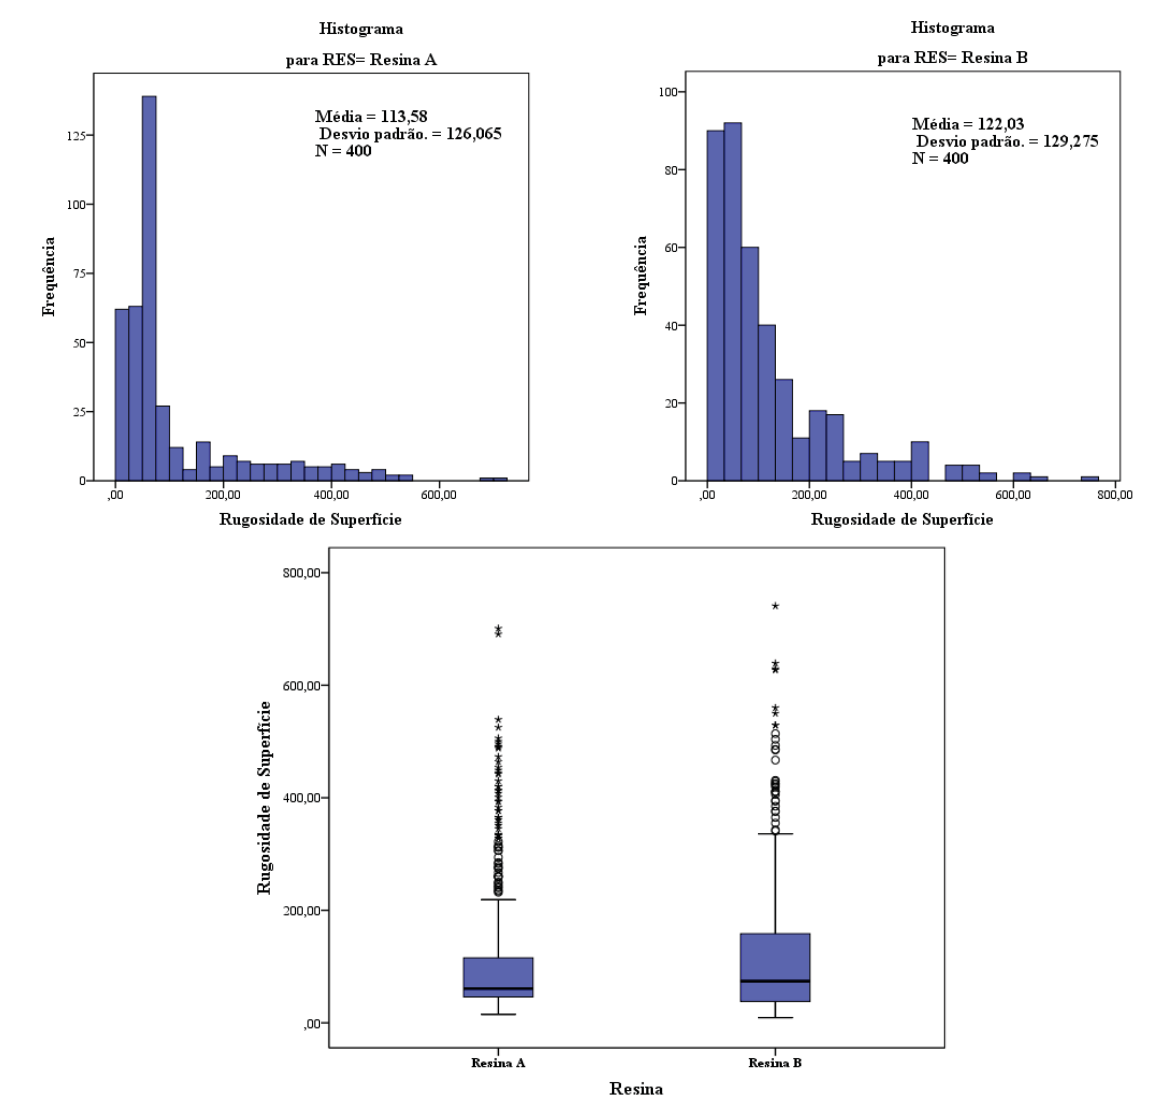 Histograma
para RES= Resina A
Média = 113,58
Desvio padrão. = 126,065
N = 400
Frequência
125
100
75
50
25
0
,00 200,00 400,00 600,00
Rugosidade de Superfície
Histograma
para RES= Resina B
Média = 122,03
Desvio padrão. = 129,275
N = 400
Frequência
100
80
60
40
20
0
,00 200,00 400,00 600,00 800,00
Rugosidade de Superfície
Rugosidade de Superfície
800,00
600,00
400,00
200,00
,00
Resina A Resina B
Resina